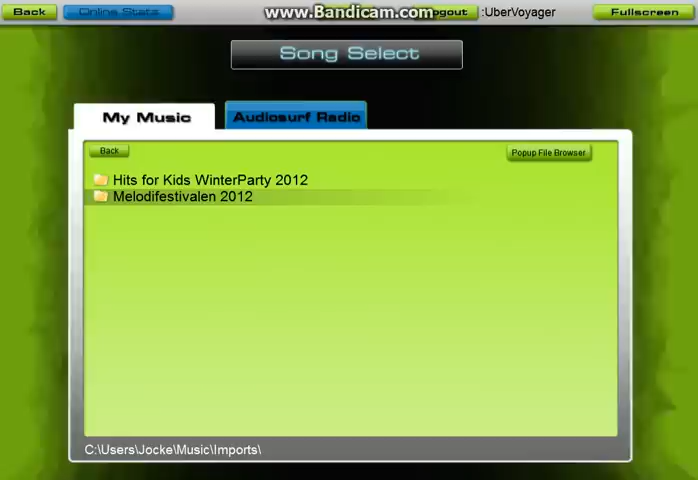 Back
Online Stats
www.Bandicam.com
Logout
:UberVoyager
Fullscreen
Song Select
My Music
Audiosurf Radio
Back
Popup File Browser
Hits for Kids WinterParty 2012
Melodifestivalen 2012
C:\Users\Jocke\Music\Imports\